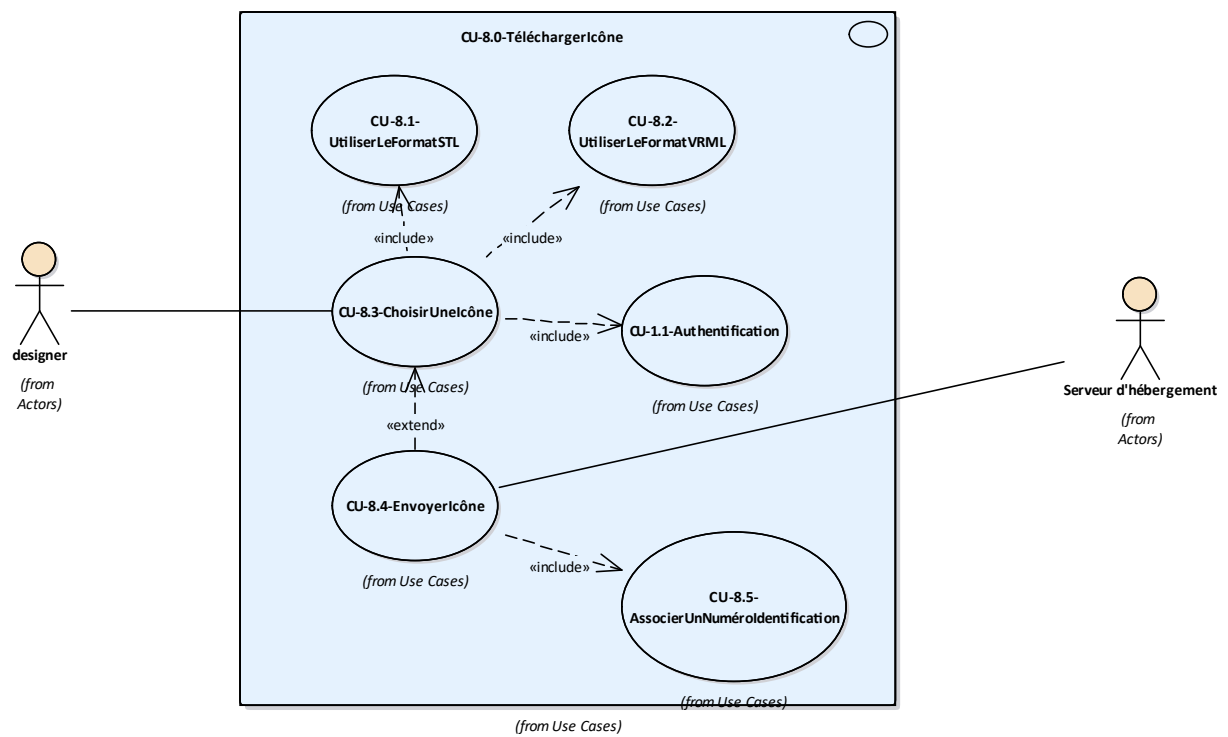 CU-8.0-TéléchargerIcône
CU-8.1-
UtiliserLeFormatSTL
(from Use Cases)
CU-8.2-
UtiliserLeFormatVRML
(from Use Cases)
«include»
«include»
designer
(from
Actors)
CU-8.3-ChoisirUneIcône
(from Use Cases)
«include»
CU-1.1-Authentification
(from Use Cases)
Serveur d'hébergement
(from
Actors)
«extend»
CU-8.4-EnvoyerIcône
(from Use Cases)
«include»
CU-8.5-
AssocierUnNuméroIdentification
(from Use Cases)
(from Use Cases)